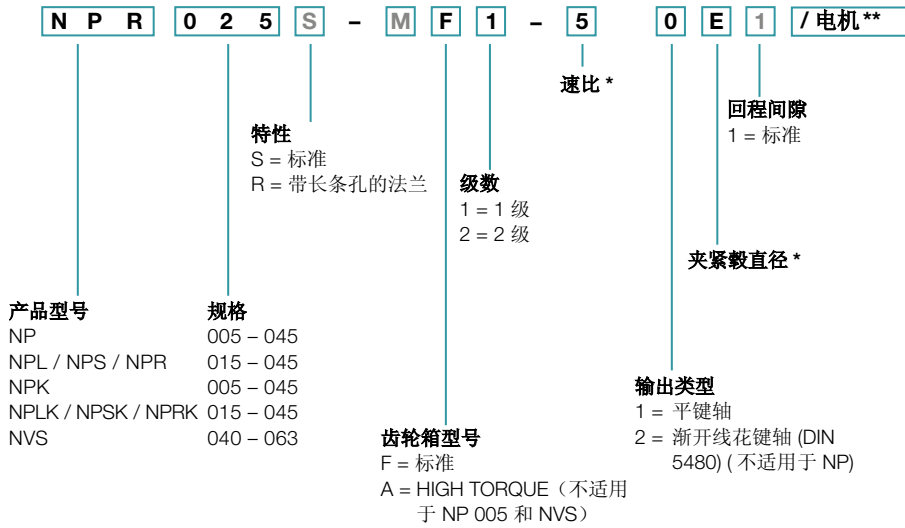 N P R 0 2 5 S – M F 1 – 5 0 E 1 / 电机**
速比 *
回程间隙
1 = 标准
特性
S = 标准
R = 带长条孔的法兰
级数
1 = 1 级
2 = 2 级
夹紧毂直径 *
产品型号 规格
NP 005 – 045
NPL / NPS / NPR 015 – 045
NPK 005 – 045
NPLK / NPSK / NPRK 015 – 045
NVS 040 – 063
输出类型
1 = 平键轴
2 = 渐开线花键轴 (DIN
5480) ( 不适用于 NP)
齿轮箱型号
F = 标准
A = HIGH TORQUE（不适用
于 NP 005 和 NVS）